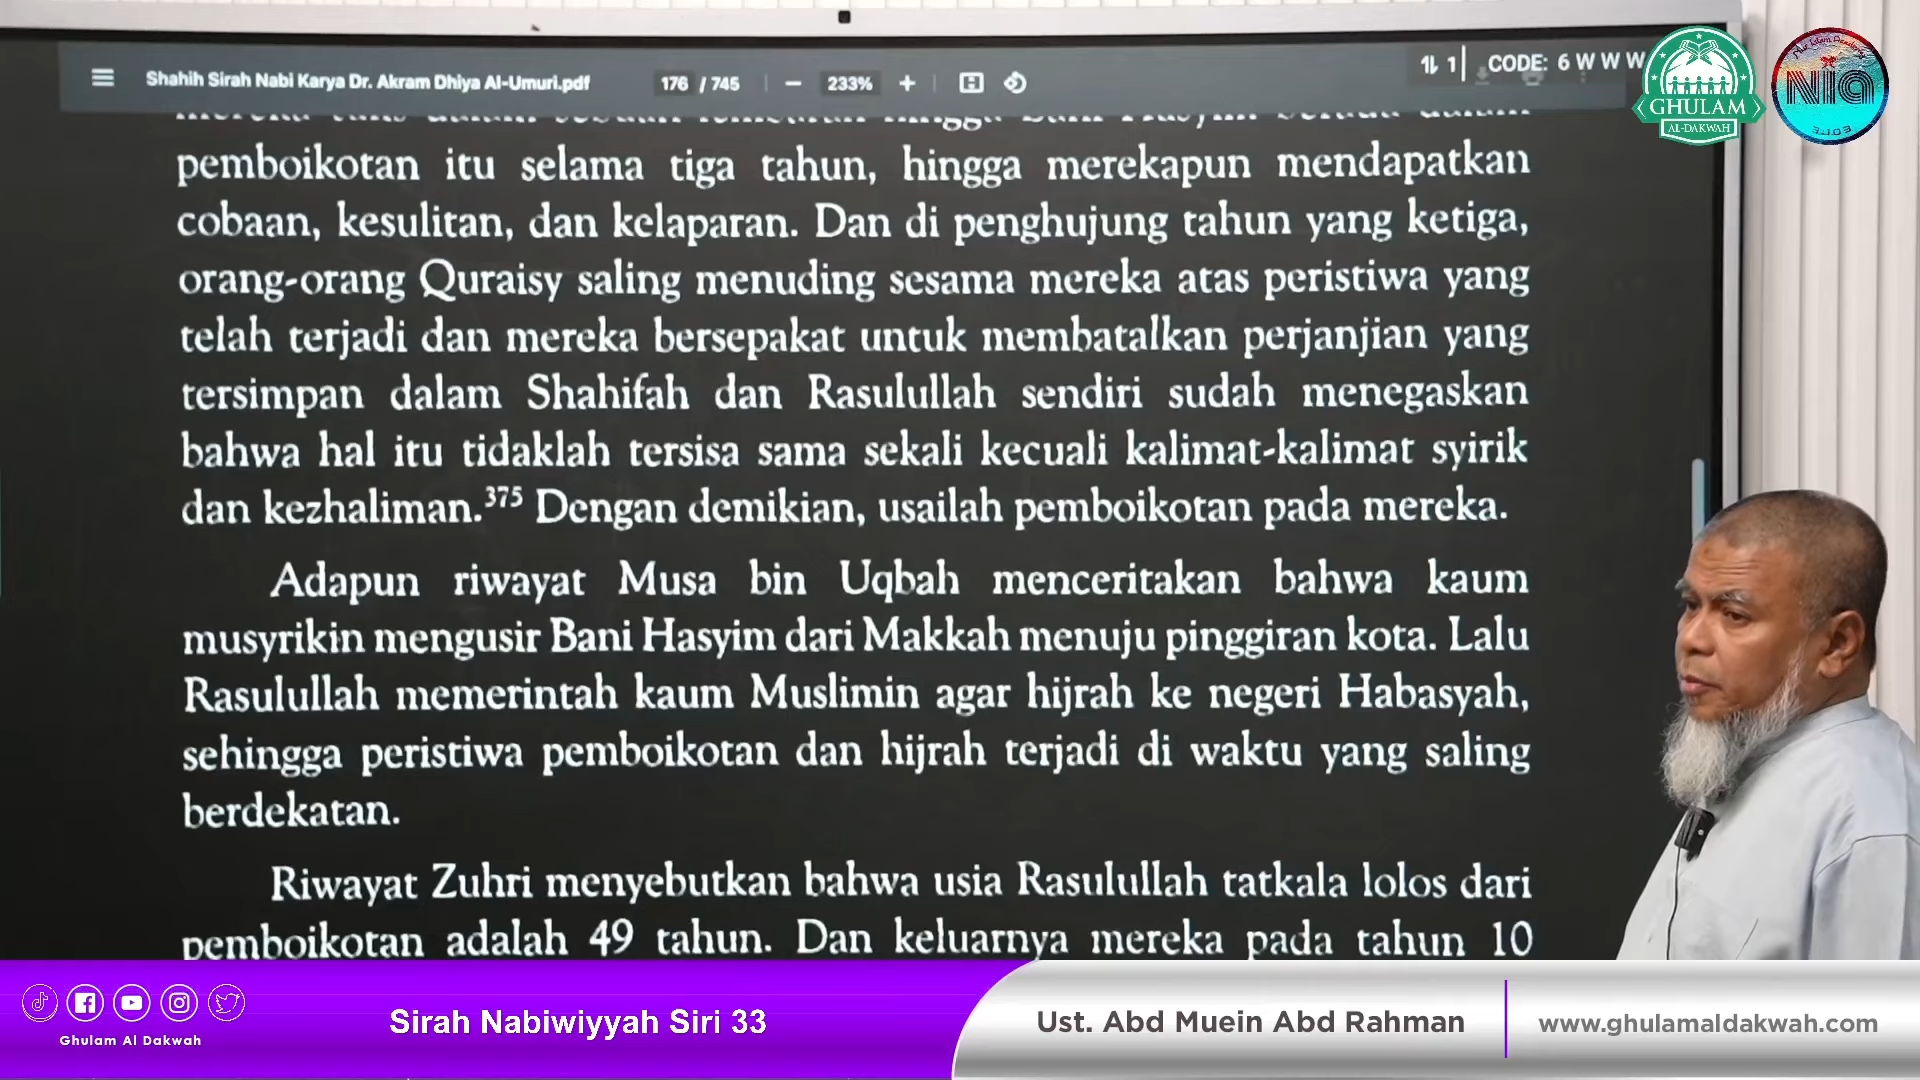 Shahih Sirah Nabi Karya Dr. Akram Dhiya Al-Umuri.pdf 176 / 745 − 233% + 1 CODE: 6 W W W
GHULAM
AL-DAKWAH
NIA
pemboikotan itu selama tiga tahun, hingga merekapun mendapatkan
cobaan, kesulitan, dan kelaparan. Dan di penghujung tahun yang ketiga,
orang-orang Quraisy saling menuding sesama mereka atas peristiwa yang
telah terjadi dan mereka bersepakat untuk membatalkan perjanjian yang
tersimpan dalam Shahifah dan Rasulullah sendiri sudah menegaskan
bahwa hal itu tidaklah tersisa sama sekali kecuali kalimat-kalimat syirik
dan kezhaliman.³⁷⁵ Dengan demikian, usailah pemboikotan pada mereka.
Adapun riwayat Musa bin Uqbah menceritakan bahwa kaum
musyrikin mengusir Bani Hasyim dari Makkah menuju pinggiran kota. Lalu
Rasulullah memerintah kaum Muslimin agar hijrah ke negeri Habasyah,
sehingga peristiwa pemboikotan dan hijrah terjadi di waktu yang saling
berdekatan.
Riwayat Zuhri menyebutkan bahwa usia Rasulullah tatkala lolos dari
pemboikotan adalah 49 tahun. Dan keluarnya mereka pada tahun 10
Ghulam Al Dakwah
Sirah Nabiwiyyah Siri 33
Ust. Abd Muein Abd Rahman
www.ghulamaldakwah.com